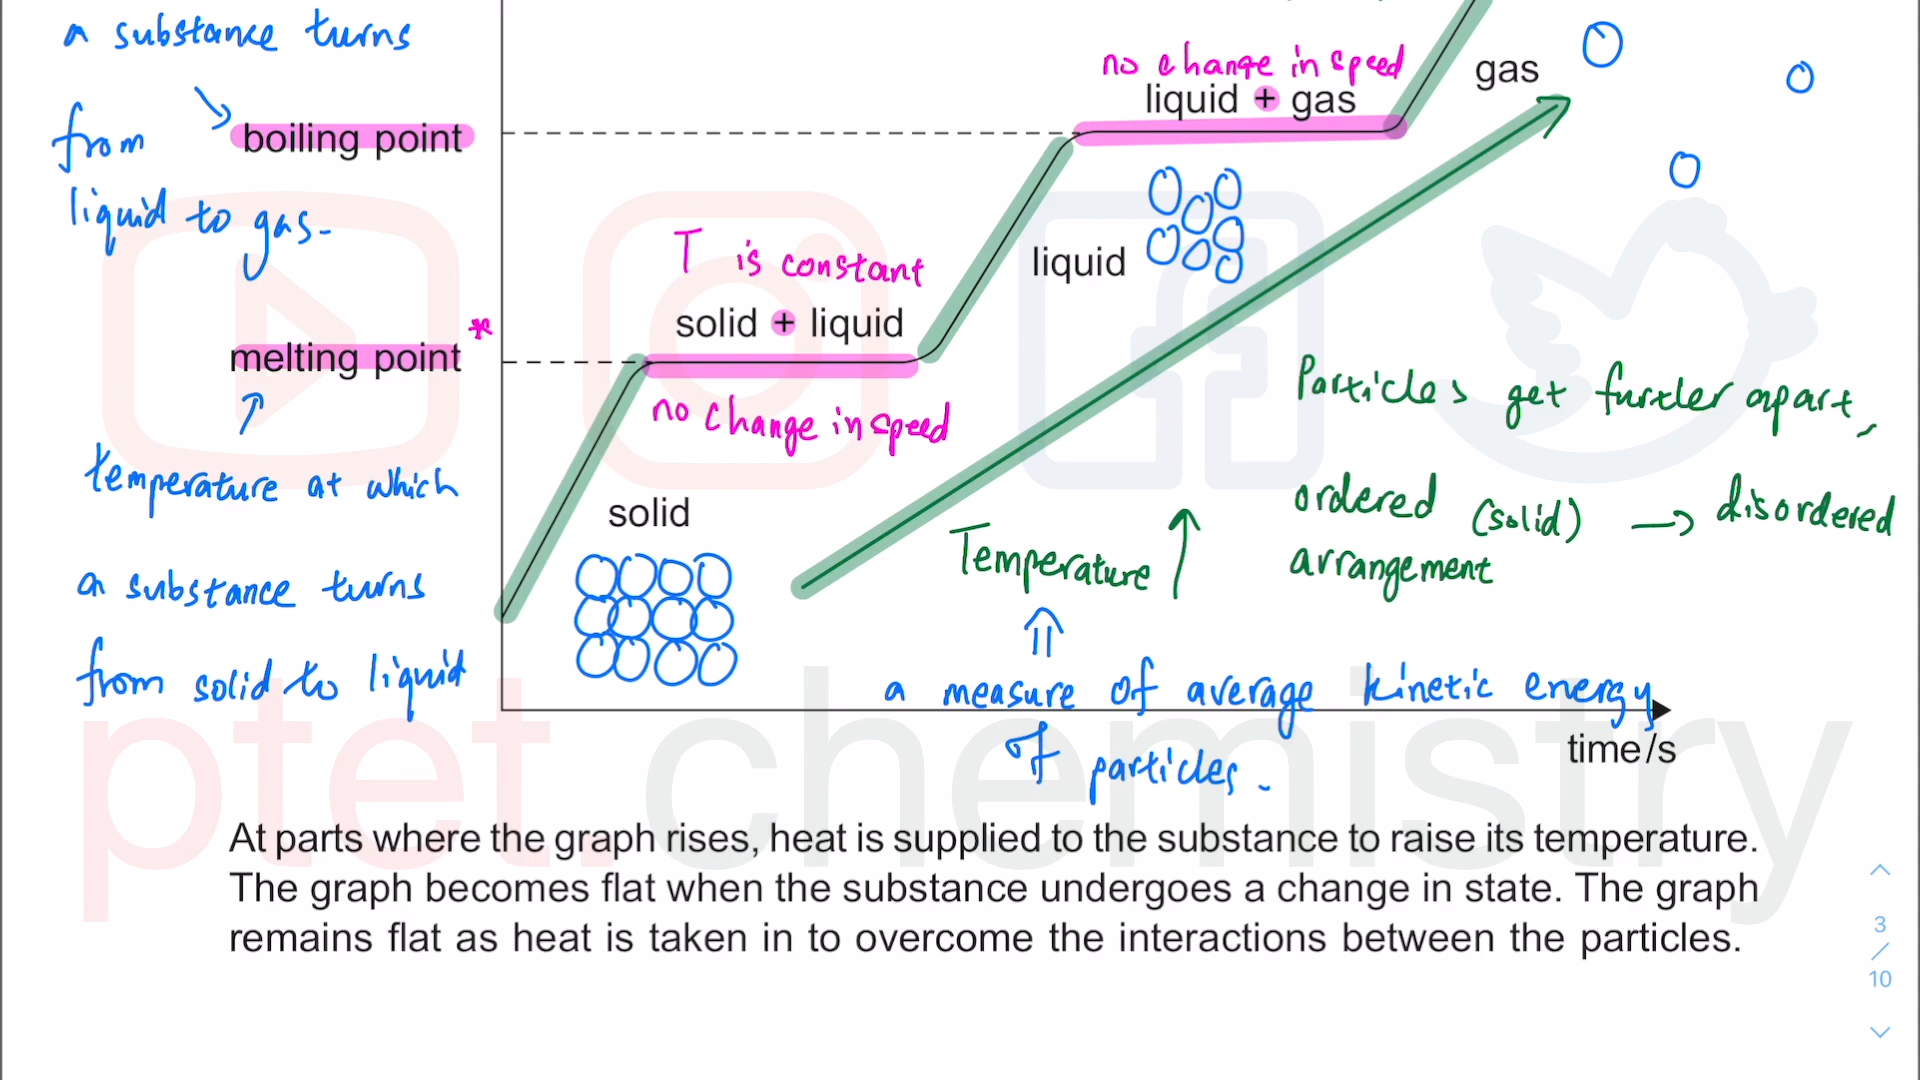 a substance turns
from
liquid to gas.
boiling point
no change in speed
liquid + gas
gas
T is constant
solid + liquid
liquid
melting point *
no change in speed
temperature at which
a substance turns
from solid to liquid
solid
Particles get further apart,
ordered (solid) → disordered
arrangement
Temperature ↑
a measure of average kinetic energy
of particles.
time/s
ptet.chemistry
At parts where the graph rises, heat is supplied to the substance to raise its temperature.
The graph becomes flat when the substance undergoes a change in state. The graph
remains flat as heat is taken in to overcome the interactions between the particles.
3
/
10